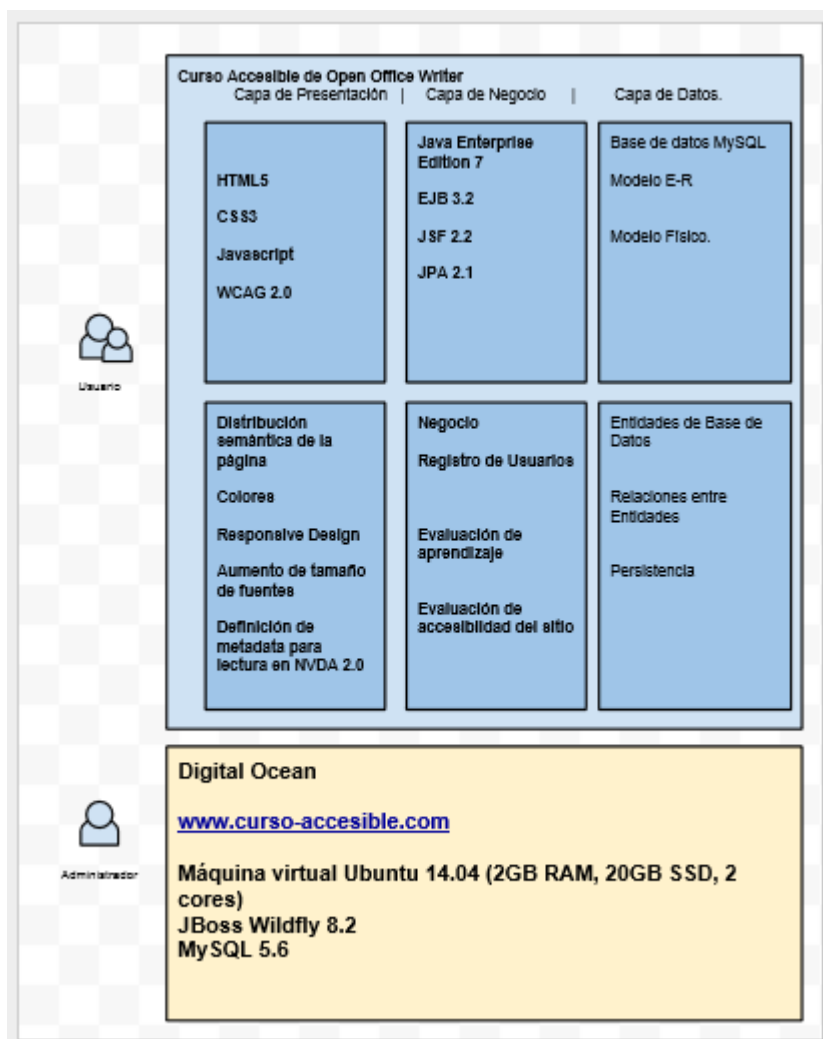 Curso Accesible de Open Office Writer
Capa de Presentación | Capa de Negocio | Capa de Datos.
HTML5
CSS3
Javascript
WCAG 2.0
Java Enterprise
Edition 7
EJB 3.2
JSF 2.2
JPA 2.1
Base de datos MySQL
Modelo E-R
Modelo Físico.
Usuario
Distribución
semántica de la
página
Colores
Responsive Design
Aumento de tamaño
de fuentes
Definición de
metadata para
lectura en NVDA 2.0
Negocio
Registro de Usuarios
Evaluación de
aprendizaje
Evaluación de
accesibilidad del sitio
Entidades de Base de
Datos
Relaciones entre
Entidades
Persistencia
Administrador
Digital Ocean
www.curso-accesible.com
Máquina virtual Ubuntu 14.04 (2GB RAM, 20GB SSD, 2
cores)
JBoss Wildfly 8.2
MySQL 5.6